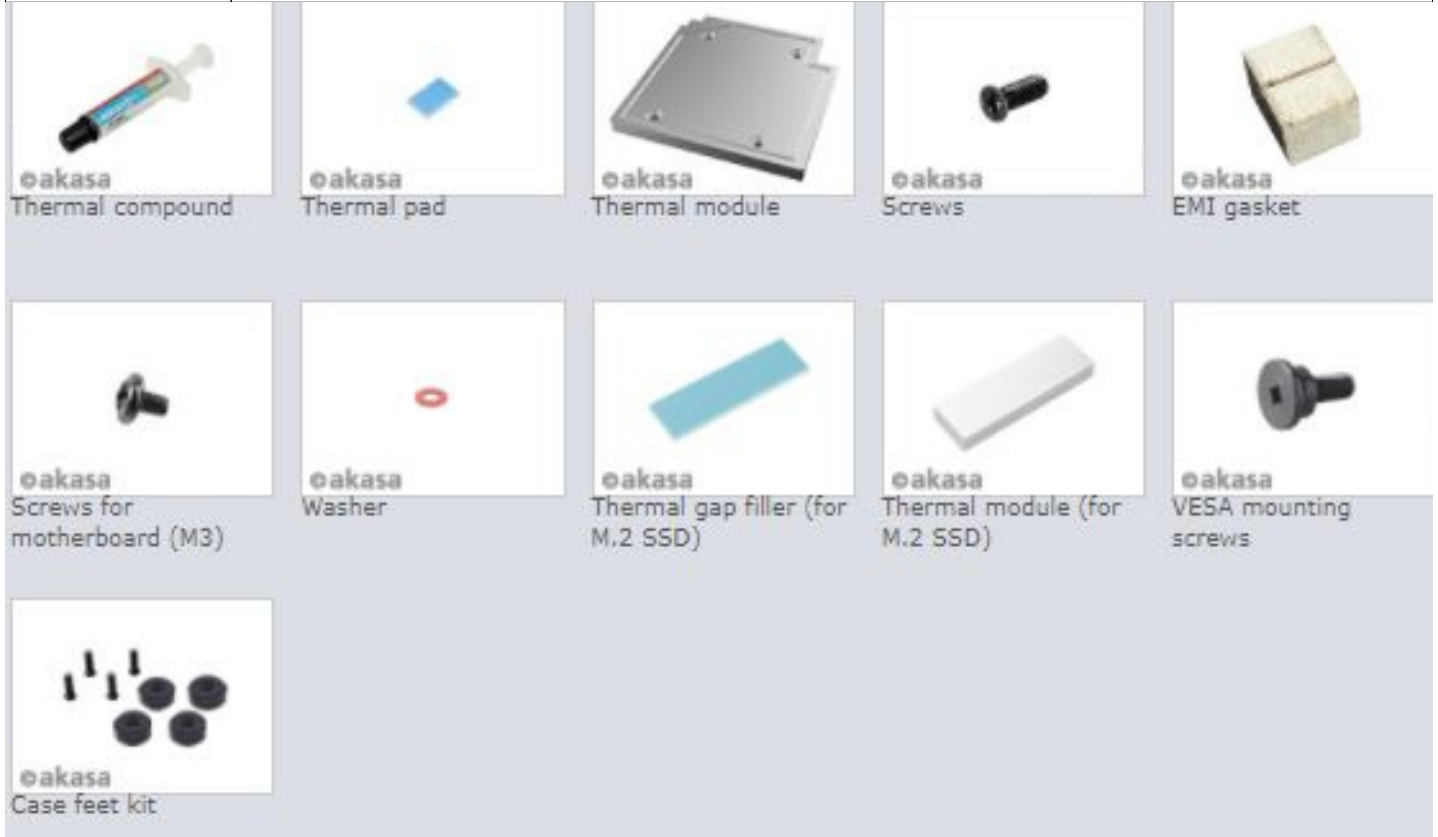 ©akasa
©akasa
©akasa
©akasa
©akasa
Thermal compound
Thermal pad
Thermal module
Screws
EMI gasket
©akasa
©akasa
©akasa
©akasa
©akasa
Screws for
motherboard (M3)
Washer
Thermal gap filler (for
M.2 SSD)
Thermal module (for
M.2 SSD)
VESA mounting
screws
©akasa
Case feet kit